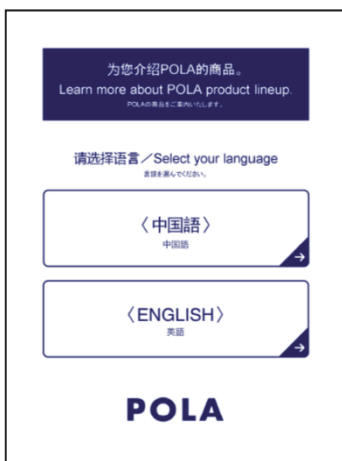 为您介绍POLA的商品。
Learn more about POLA product lineup.
POLAの商品をご案内いたします。
请选择语言／Select your language
言語を選んでください。
〈中国語〉
中国語
〈ENGLISH〉
英語
POLA